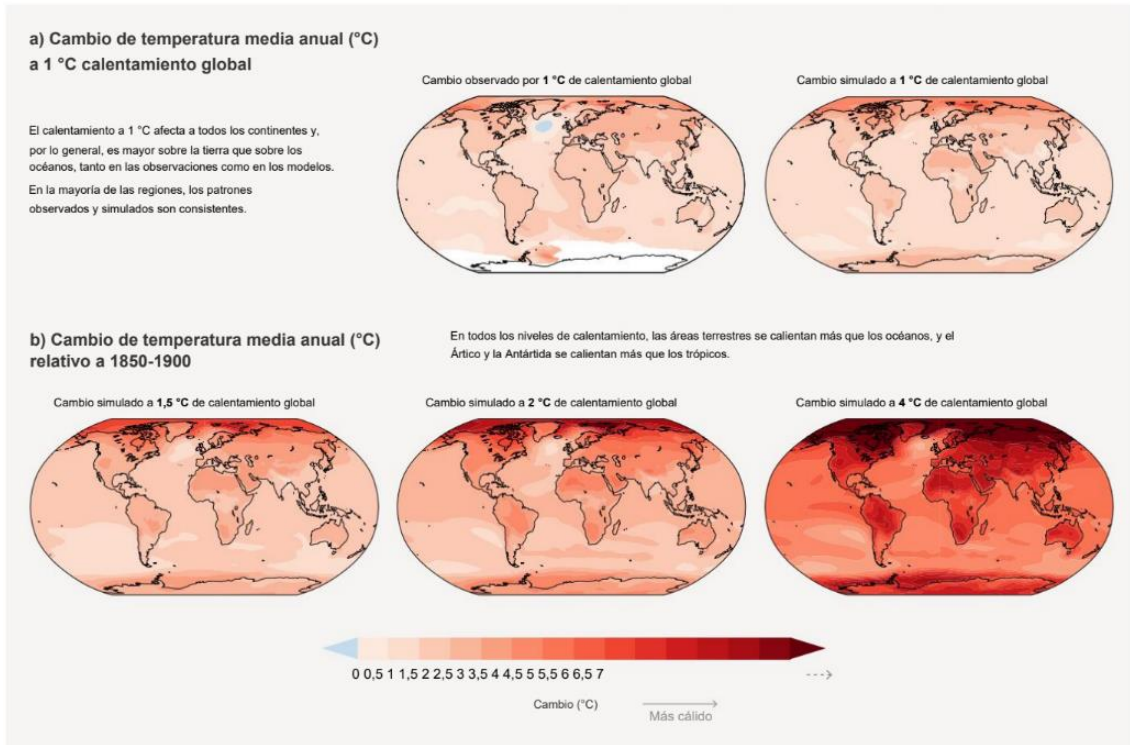 a) Cambio de temperatura media anual (°C)
a 1 °C calentamiento global
Cambio observado por 1 °C de calentamiento global
Cambio simulado a 1 °C de calentamiento global
El calentamiento a 1 °C afecta a todos los continentes y,
por lo general, es mayor sobre la tierra que sobre los
océanos, tanto en las observaciones como en los modelos.
En la mayoría de las regiones, los patrones
observados y simulados son consistentes.
b) Cambio de temperatura media anual (°C)
relativo a 1850-1900
En todos los niveles de calentamiento, las áreas terrestres se calientan más que los océanos, y el
Ártico y la Antártida se calientan más que los trópicos.
Cambio simulado a 1,5 °C de calentamiento global
Cambio simulado a 2 °C de calentamiento global
Cambio simulado a 4 °C de calentamiento global
0 0,5 1 1,5 2 2,5 3 3,5 4 4,5 5 5,5 6 6,5 7
Cambio (°C)
Más cálido